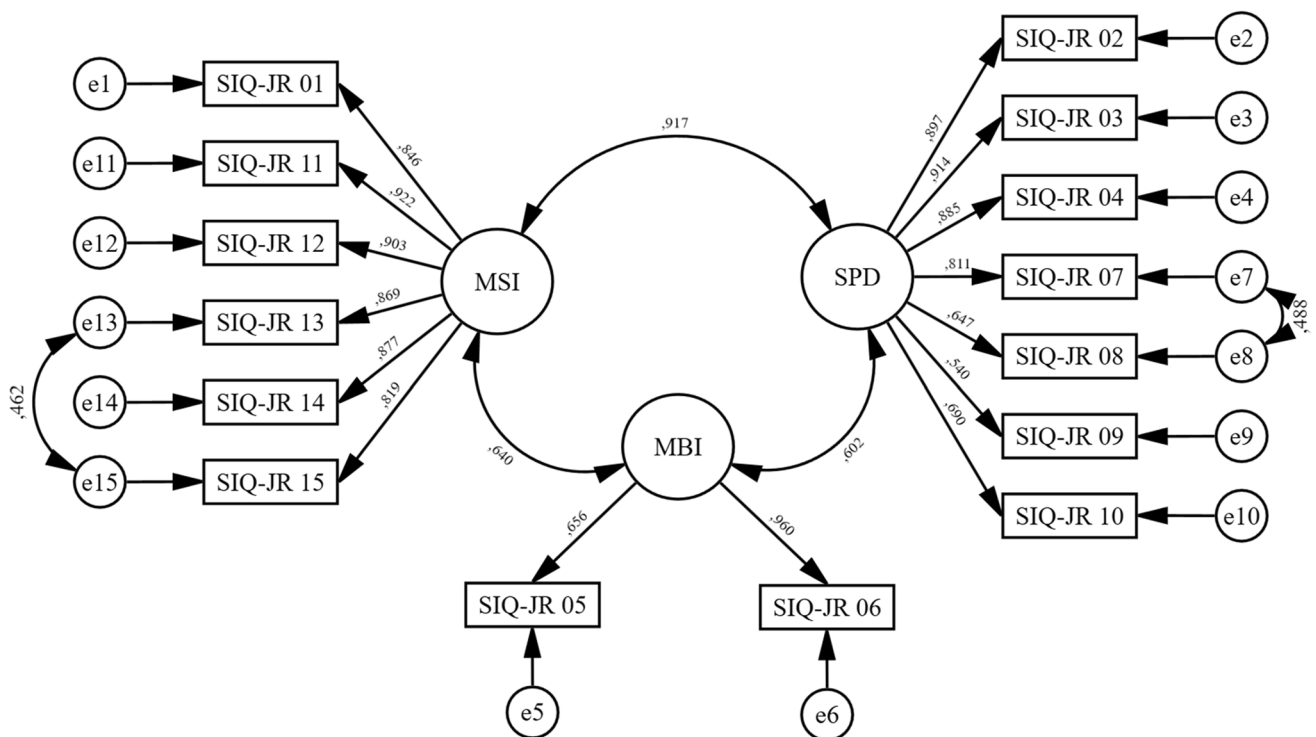 e1
SIQ-JR 01
e11
SIQ-JR 11
e12
SIQ-JR 12
e13
SIQ-JR 13
e14
SIQ-JR 14
e15
SIQ-JR 15
,462
,846
,922
,903
,869
,877
,819
MSI
,917
SPD
,640
,602
MBI
,656
,960
SIQ-JR 05
SIQ-JR 06
e5
e6
,897
,914
,885
,811
,647
,540
,690
SIQ-JR 02
e2
SIQ-JR 03
e3
SIQ-JR 04
e4
SIQ-JR 07
e7
SIQ-JR 08
e8
SIQ-JR 09
e9
SIQ-JR 10
e10
,488